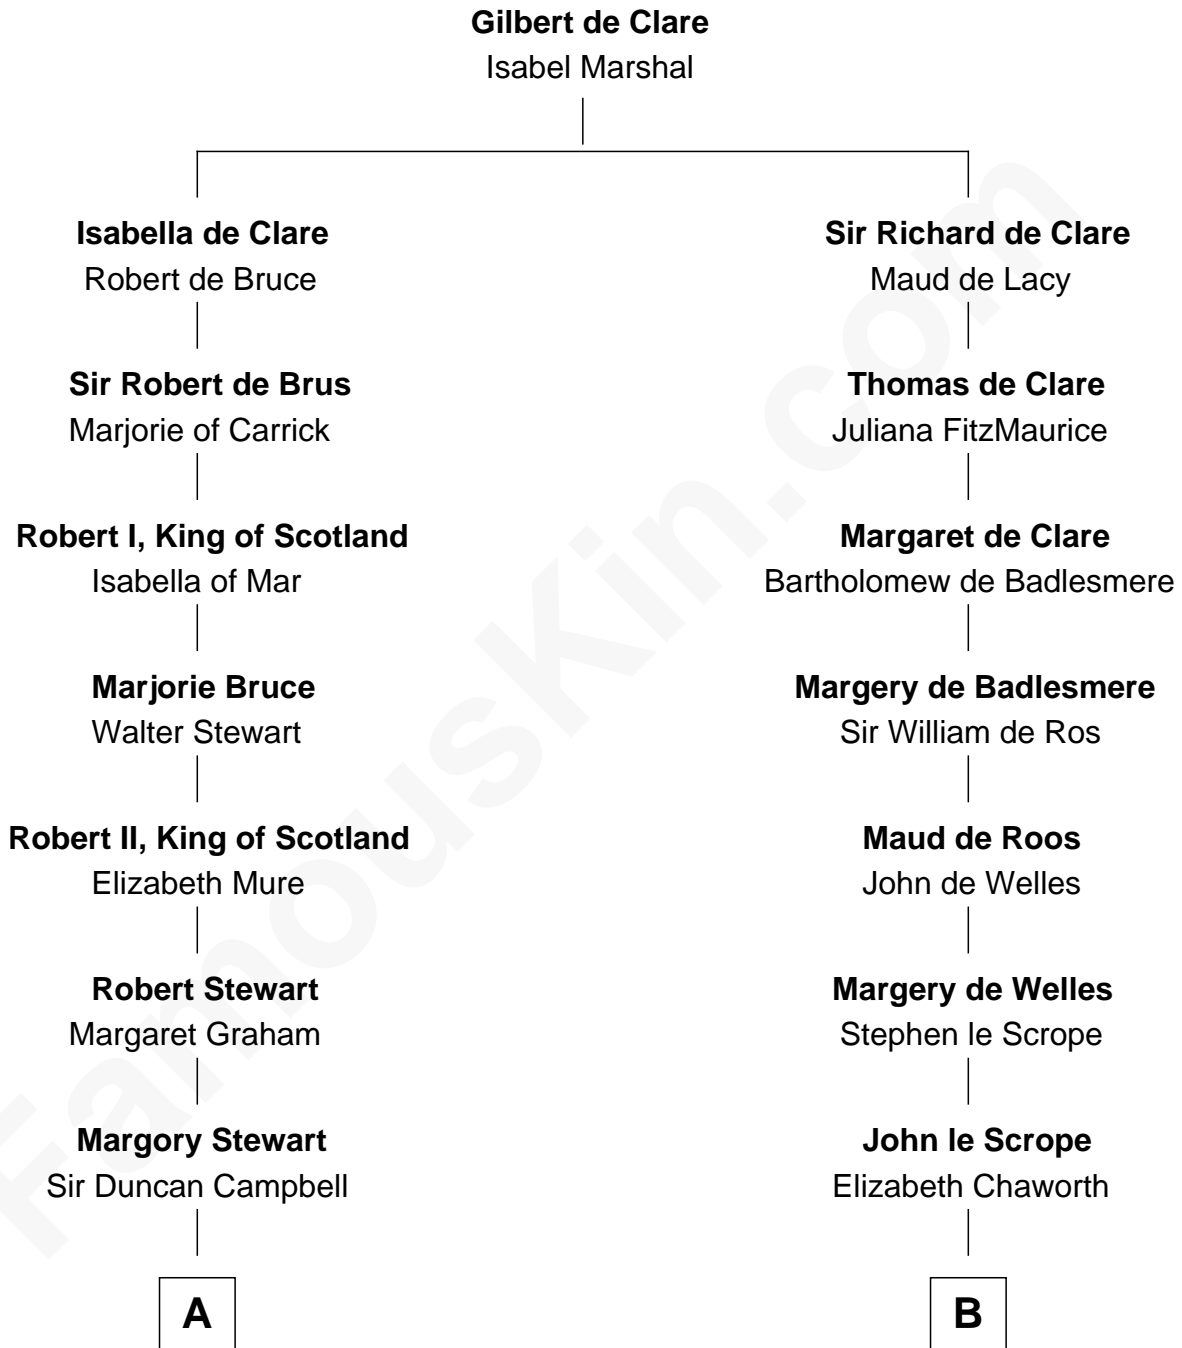 Gilbert de Clare
Isabel Marshal
Isabella de Clare
Robert de Bruce
Sir Richard de Clare
Maud de Lacy
Sir Robert de Brus
Marjorie of Carrick
Thomas de Clare
Juliana FitzMaurice
Robert I, King of Scotland
Isabella of Mar
Margaret de Clare
Bartholomew de Badlesmere
Marjorie Bruce
Walter Stewart
Margery de Badlesmere
Sir William de Ros
Robert II, King of Scotland
Elizabeth Mure
Maud de Roos
John de Welles
Robert Stewart
Margaret Graham
Margery de Welles
Stephen le Scrope
Margory Stewart
Sir Duncan Campbell
John le Scrope
Elizabeth Chaworth
A
B
FamousKin.com